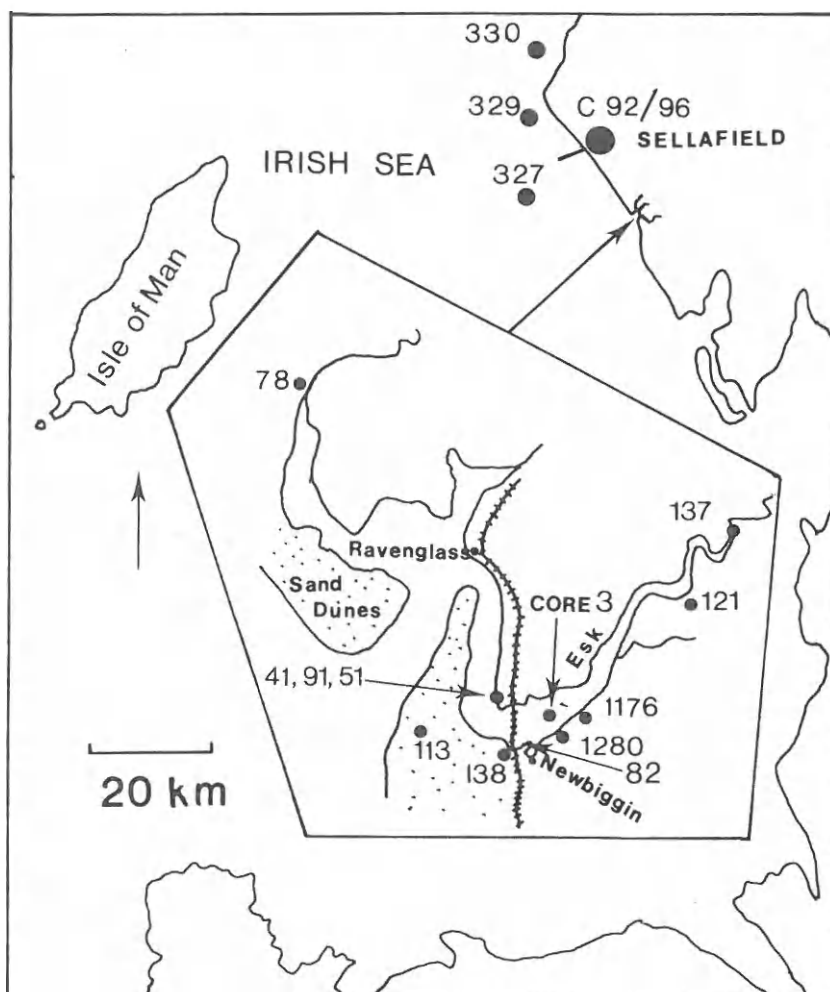 330
329
C 92/96
SELLAFIELD
327
IRISH SEA
Isle of Man
78
137
Ravenglass
121
Sand
Dunes
CORE 3
Esk
41, 91, 51
1176
113
138
1280
82
Newbiggin
20 km